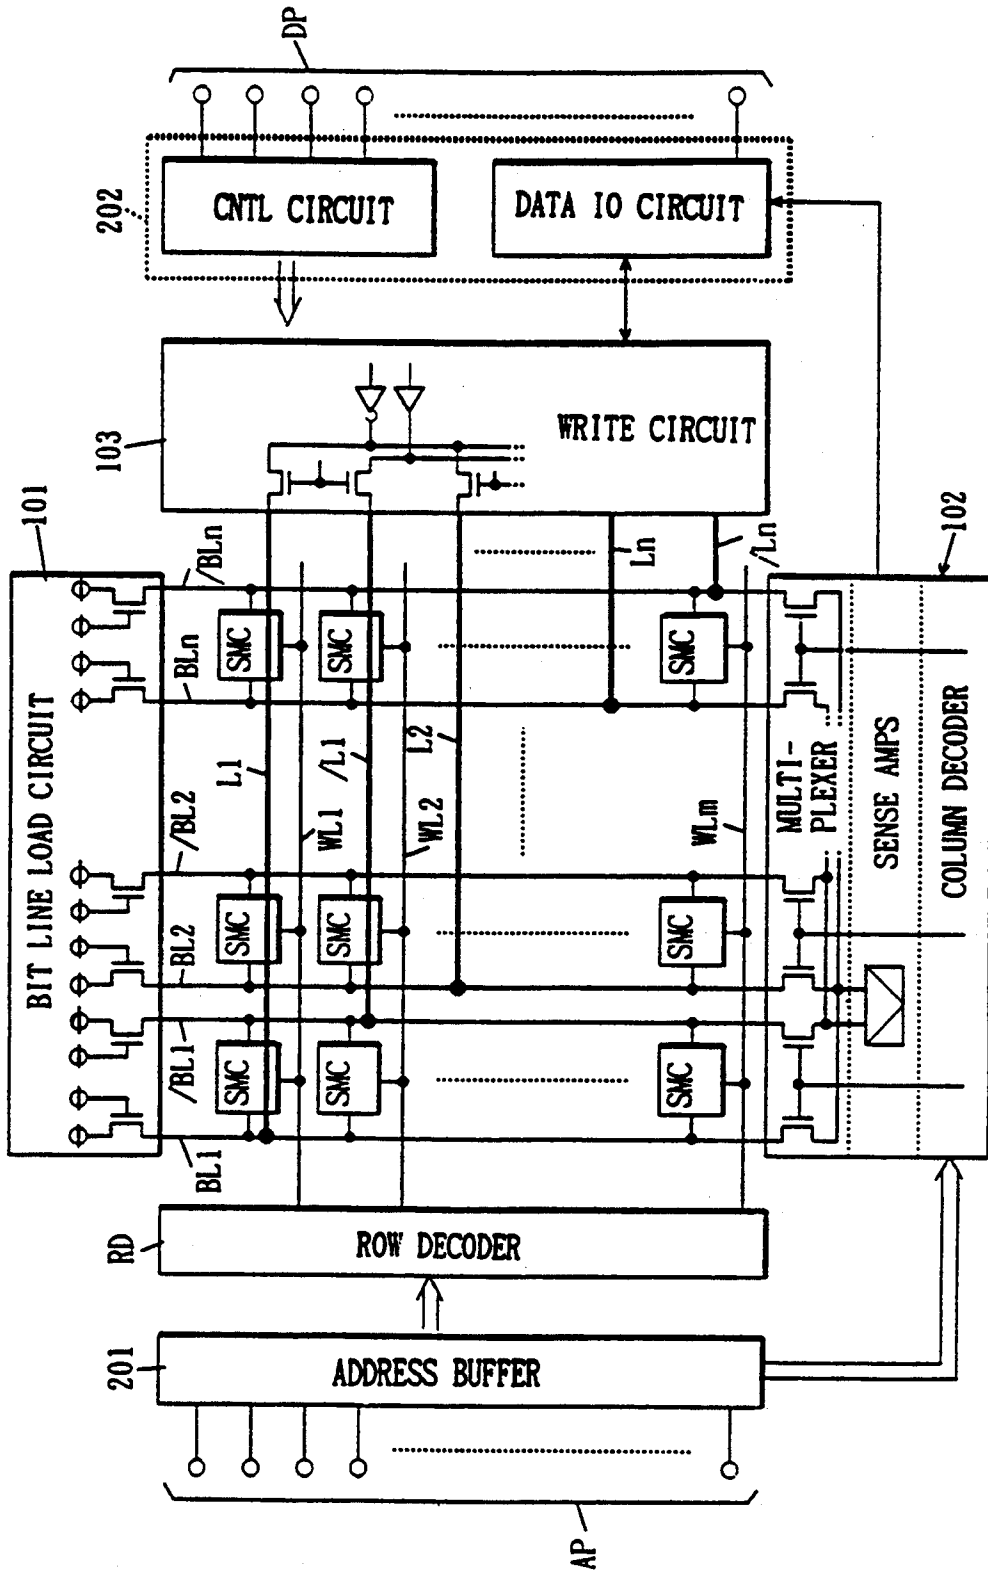 BIT LINE LOAD CIRCUIT
101
BL1
/BL1
BL2
/BL2
BLn
/BLn
SMC
SMC
SMC
L1
WL1
SMC
SMC
SMC
/L1
WL2
L2
SMC
SMC
SMC
WLm
Ln
/Ln
103
WRITE CIRCUIT
202
CNTL CIRCUIT
DATA IO CIRCUIT
DP
RD
ROW DECODER
201
ADDRESS BUFFER
AP
MULTI-
PLEXER
SENSE AMPS
COLUMN DECODER
102